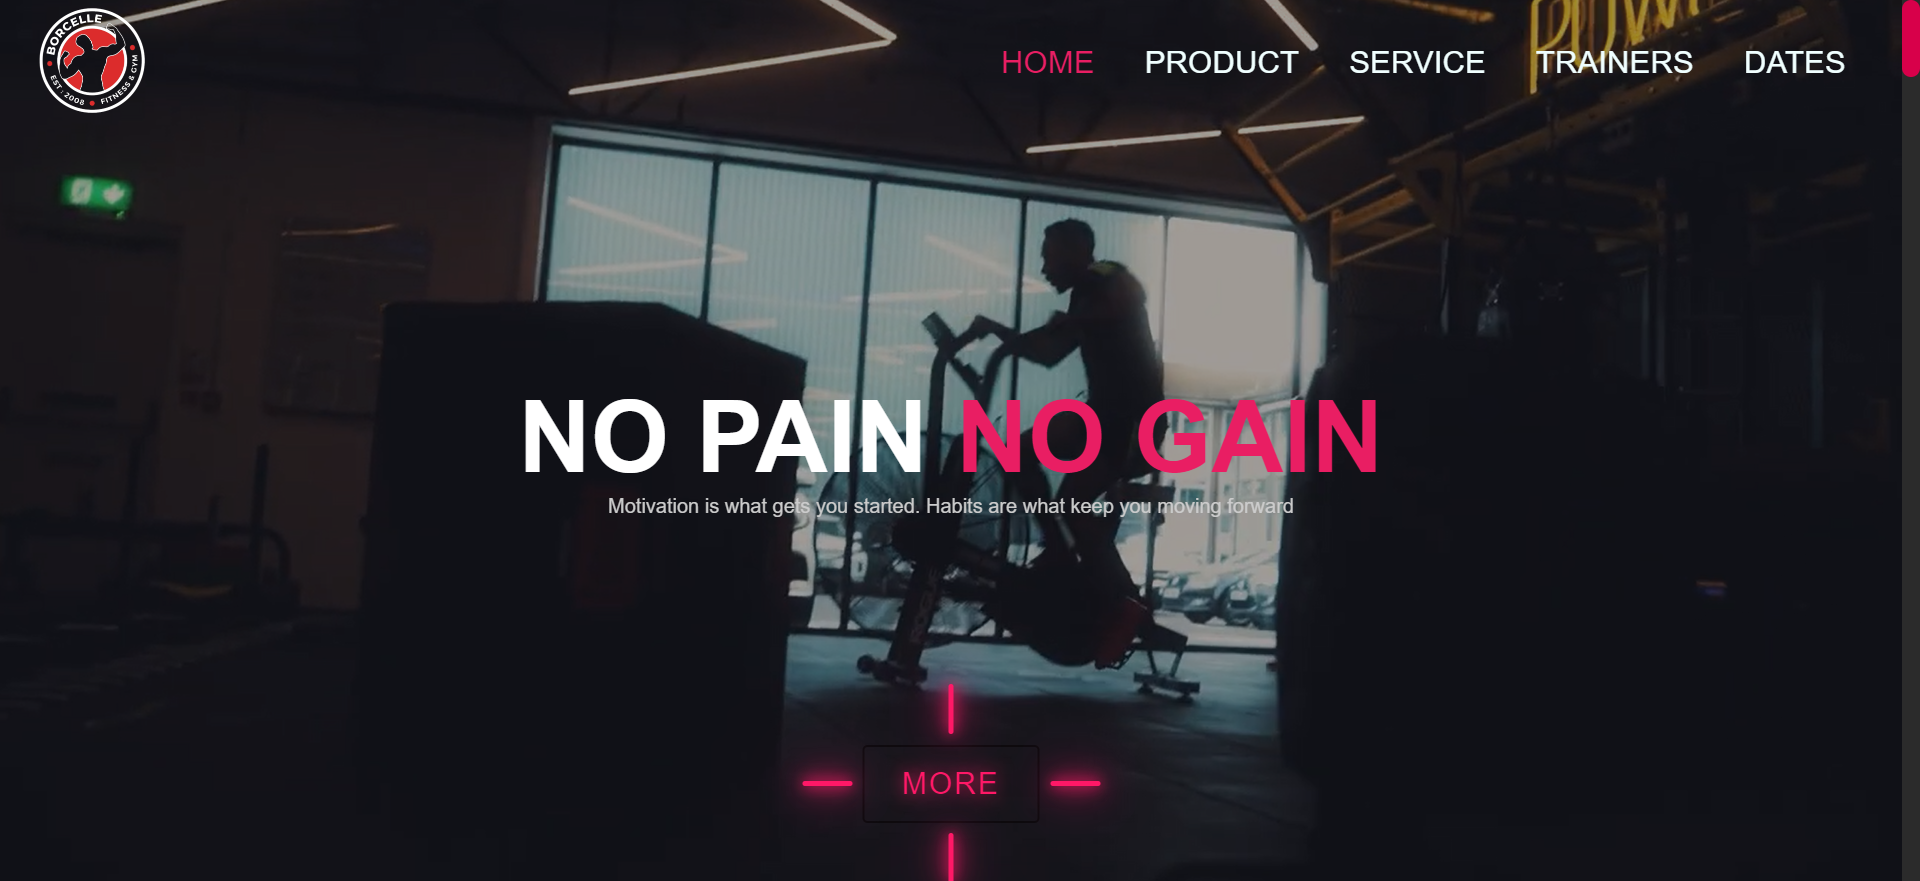 BORCELLE
EST : 2008 • FITNESS & GYM
HOME PRODUCT SERVICE TRAINERS DATES
NO PAIN NO GAIN
Motivation is what gets you started. Habits are what keep you moving forward
ROGUE
MORE